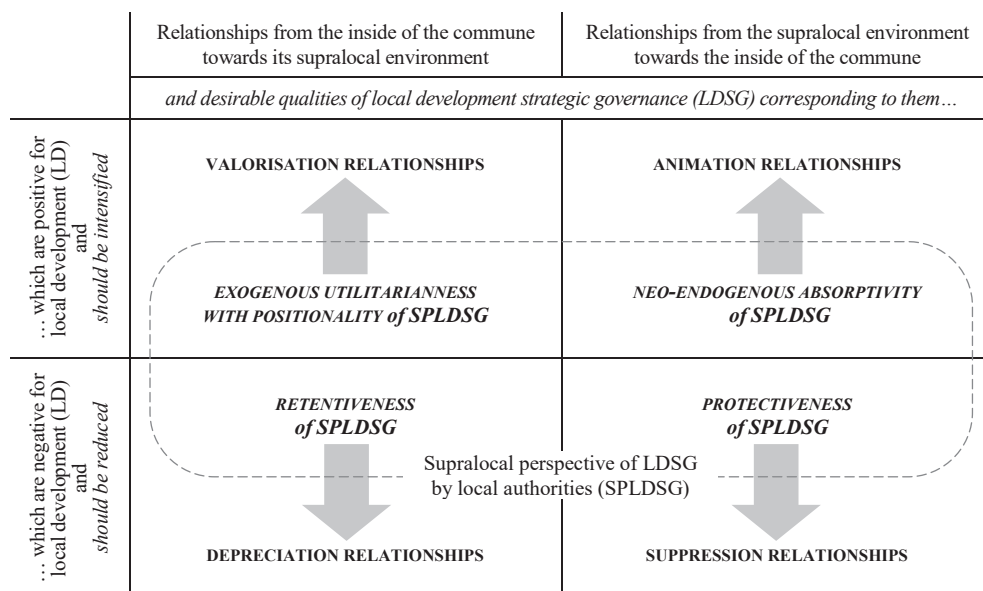 Relationships from the inside of the commune
towards its supralocal environment
Relationships from the supralocal environment
towards the inside of the commune
and desirable qualities of local development strategic governance (LDSG) corresponding to them…
… which are positive for
local development (LD)
and
should be intensified
VALORISATION RELATIONSHIPS
EXOGENOUS UTILITARIANNESS
WITH POSITIONALITY of SPLDSG
ANIMATION RELATIONSHIPS
NEO-ENDOGENOUS ABSORPTIVITY
of SPLDSG
… which are negative for
local development (LD)
and
should be reduced
RETENTIVENESS
of SPLDSG
PROTECTIVENESS
of SPLDSG
Supralocal perspective of LDSG
by local authorities (SPLDSG)
DEPRECIATION RELATIONSHIPS
SUPPRESSION RELATIONSHIPS